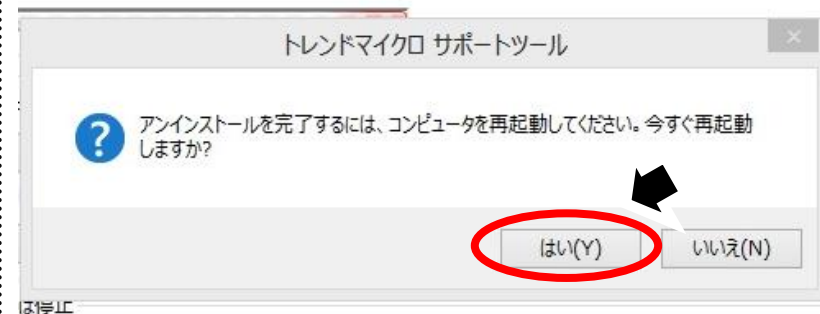 トレンドマイクロ サポートツール
アンインストールを完了するには、コンピュータを再起動してください。今すぐ再起動
しますか?
はい(Y)
いいえ(N)
は停止